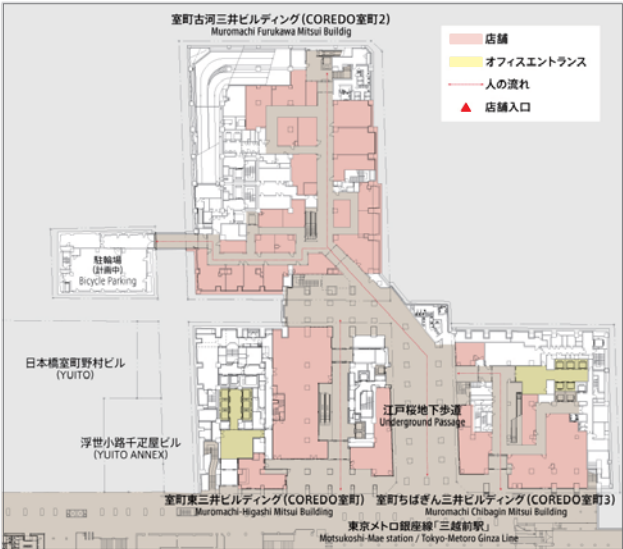 室町古河三井ビルディング（COREDO室町2）
Muromachi Furukawa Mitsui Buildig
店舗
オフィスエントランス
人の流れ
店舗入口
駐輪場
(計画中)
Bicycle Parking
日本橋室町野村ビル
(YUITO)
浮世小路千疋屋ビル
(YUITO ANNEX)
江戸桜地下歩道
Underground Passage
室町東三井ビルディング（COREDO室町）
Muromachi-Higashi Mitsui Building
室町ちばぎん三井ビルディング（COREDO室町3）
Muromachi Chibagin Mitsui Building
東京メトロ銀座線「三越前駅」
Motsukoshi-Mae station / Tokyo-Metoro Ginza Line